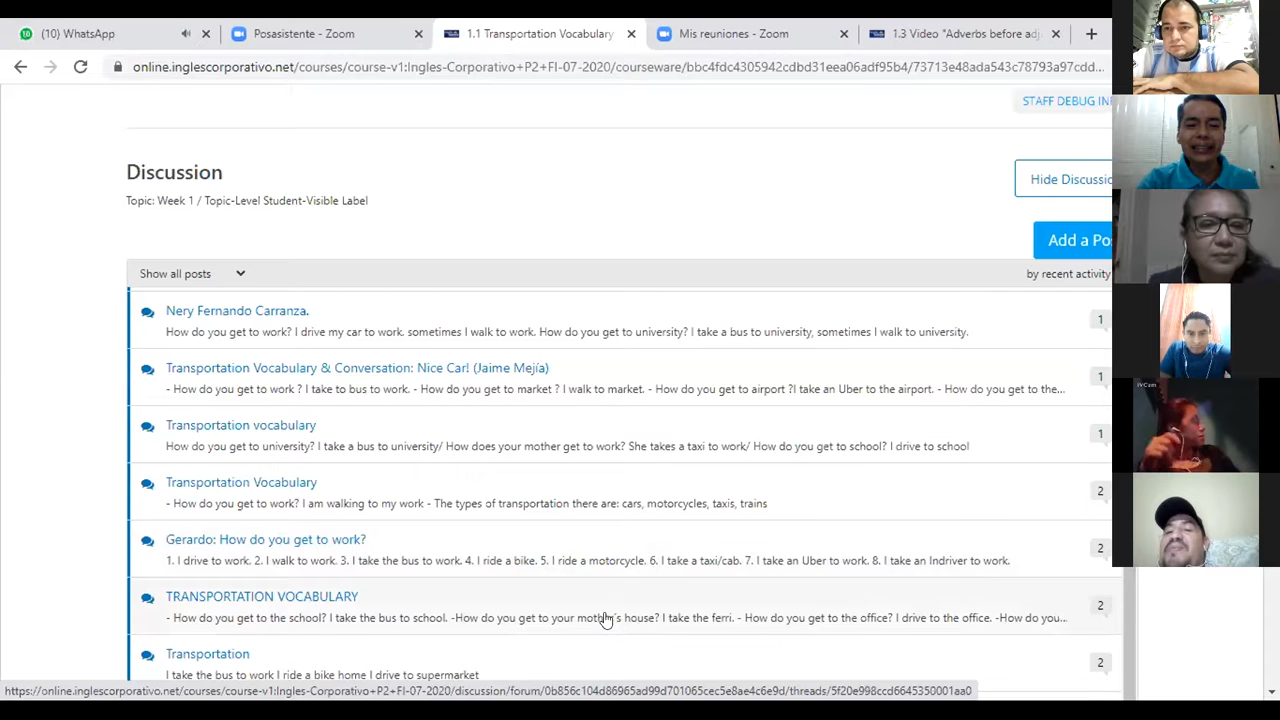 (10) WhatsApp
Posasistente - Zoom
1.1 Transportation Vocabulary
Mis reuniones - Zoom
1.3 Video "Adverbs before adj
online.inglescorporativo.net/courses/course-v1:Ingles-Corporativo+P2+FI-07-2020/courseware/bbc4fdc4305942cdbd31eea06adf95b4/73713e48ada543c78793a97cdd...
STAFF DEBUG IN
Discussion
Hide Discussio
Topic: Week 1 / Topic-Level Student-Visible Label
Add a Po
Show all posts
by recent activity
Nery Fernando Carranza.
How do you get to work? I drive my car to work. sometimes I walk to work. How do you get to university? I take a bus to university, sometimes I walk to university.
1
Transportation Vocabulary & Conversation: Nice Car! (Jaime Mejía)
- How do you get to work ? I take to bus to work. - How do you get to market ? I walk to market. - How do you get to airport ?I take an Uber to the airport. - How do you get to the...
1
Transportation vocabulary
How do you get to university? I take a bus to university/ How does your mother get to work? She takes a taxi to work/ How do you get to school? I drive to school
1
Transportation Vocabulary
- How do you get to work? I am walking to my work - The types of transportation there are: cars, motorcycles, taxis, trains
2
Gerardo: How do you get to work?
1. I drive to work. 2. I walk to work. 3. I take the bus to work. 4. I ride a bike. 5. I ride a motorcycle. 6. I take a taxi/cab. 7. I take an Uber to work. 8. I take an Indriver to work.
2
TRANSPORTATION VOCABULARY
- How do you get to the school? I take the bus to school. -How do you get to your mother's house? I take the ferri. - How do you get to the office? I drive to the office. -How do you...
2
Transportation
I take the bus to work I ride a bike home I drive to supermarket
2
https://online.inglescorporativo.net/courses/course-v1:Ingles-Corporativo+P2+FI-07-2020/discussion/forum/0b856c104d86965ad99d701065cec5e8ae4c6e9d/threads/5f20e998ccd6645350001aa0